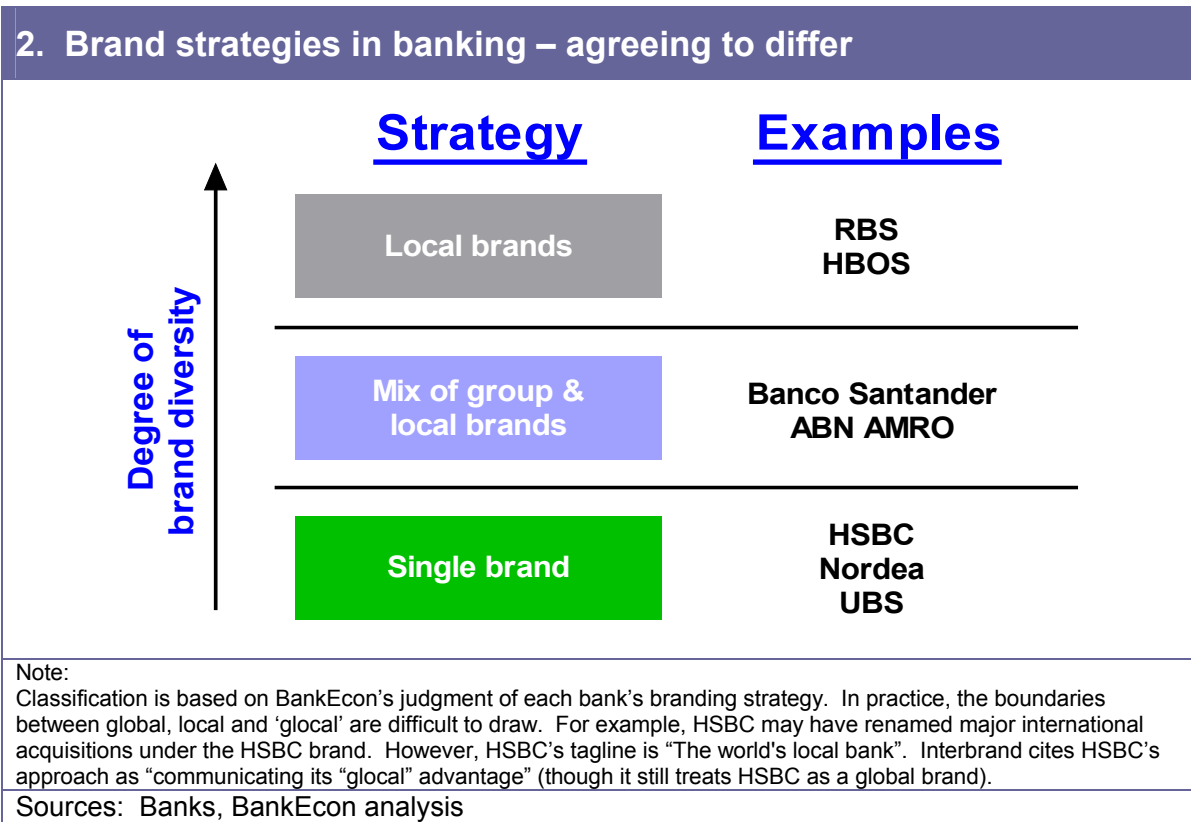 2. Brand strategies in banking – agreeing to differ
Strategy
Examples
Degree of
brand diversity
Local brands
RBS
HBOS
Mix of group &
local brands
Banco Santander
ABN AMRO
Single brand
HSBC
Nordea
UBS
Note:
Classification is based on BankEcon’s judgment of each bank’s branding strategy. In practice, the boundaries
between global, local and ‘glocal’ are difficult to draw. For example, HSBC may have renamed major international
acquisitions under the HSBC brand. However, HSBC’s tagline is “The world's local bank”. Interbrand cites HSBC’s
approach as “communicating its “glocal” advantage” (though it still treats HSBC as a global brand).
Sources: Banks, BankEcon analysis